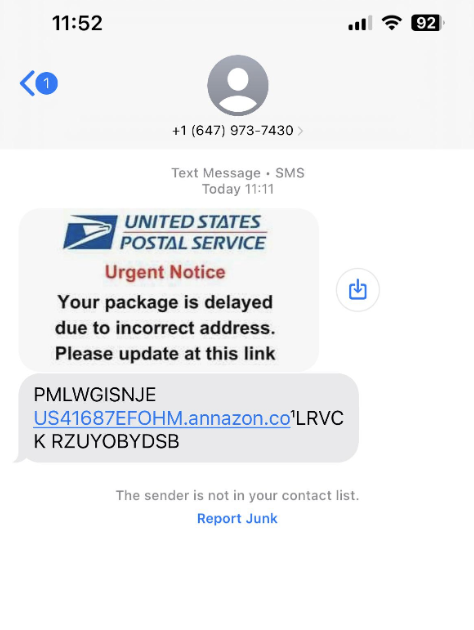 11:52
92
1
+1 (647) 973-7430 >
Text Message • SMS
Today 11:11
UNITED STATES
POSTAL SERVICE
Urgent Notice
Your package is delayed
due to incorrect address.
Please update at this link
PMLWGISNJE
US41687EFOHM.annazon.co¹LRVC
K RZUYOBYDSB
The sender is not in your contact list.
Report Junk